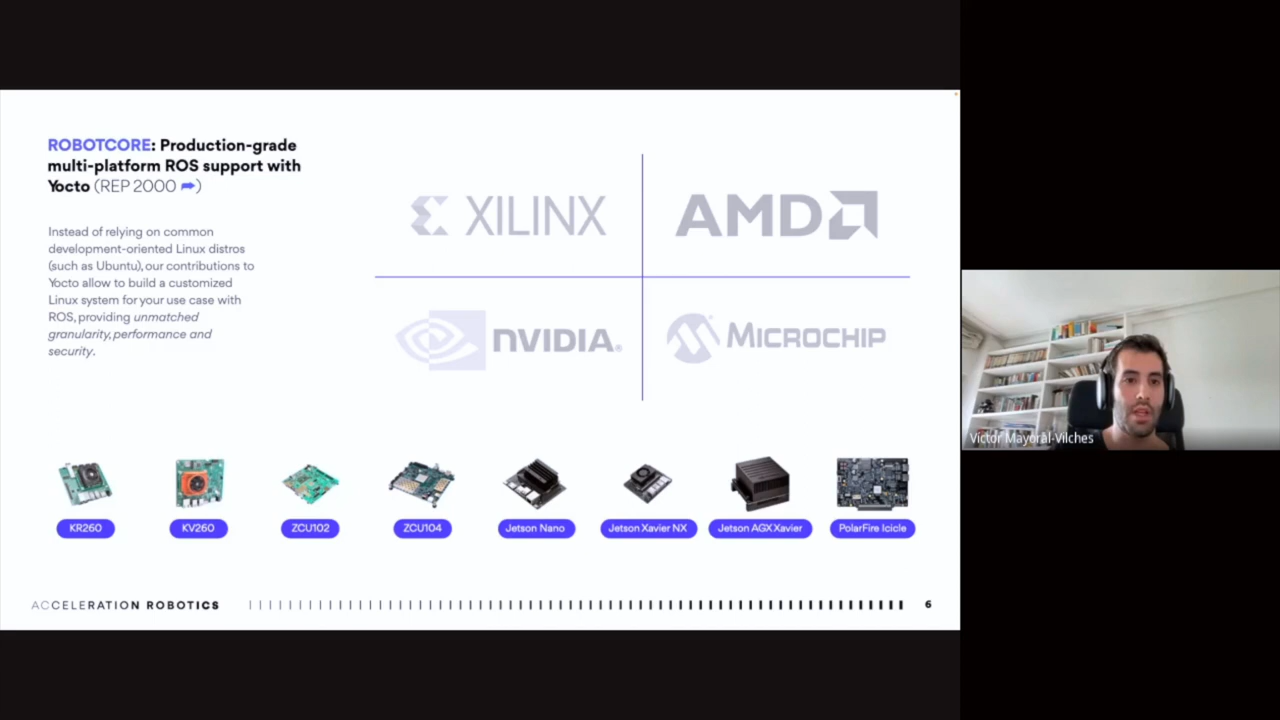 ROBOTCORE: Production-grade
multi-platform ROS support with
Yocto (REP 2000 )
Instead of relying on common
development-oriented Linux distros
(such as Ubuntu), our contributions to
Yocto allow to build a customized
Linux system for your use case with
ROS, providing unmatched
granularity, performance and
security.
XILINX
AMD
NVIDIA®
MICROCHIP
KR260
KV260
ZCU102
ZCU104
Jetson Nano
Jetson Xavier NX
Jetson AGX Xavier
PolarFire Icicle
ACCELERATION ROBOTICS
6
Víctor Mayoral-Vilches